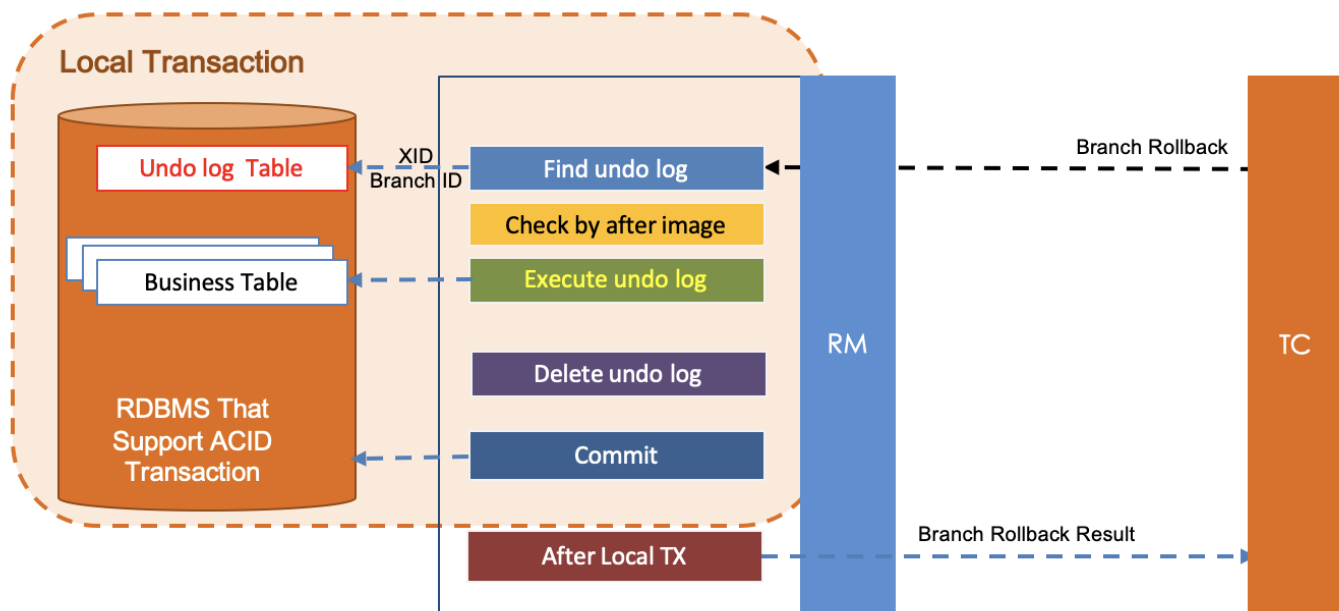 Local Transaction
Undo log  Table
XID
Branch ID
Find undo log
Branch Rollback
Check by after image
Business Table
Execute undo log
RM
TC
Delete undo log
RDBMS That
Support ACID
Transaction
Commit
After Local TX
Branch Rollback Result